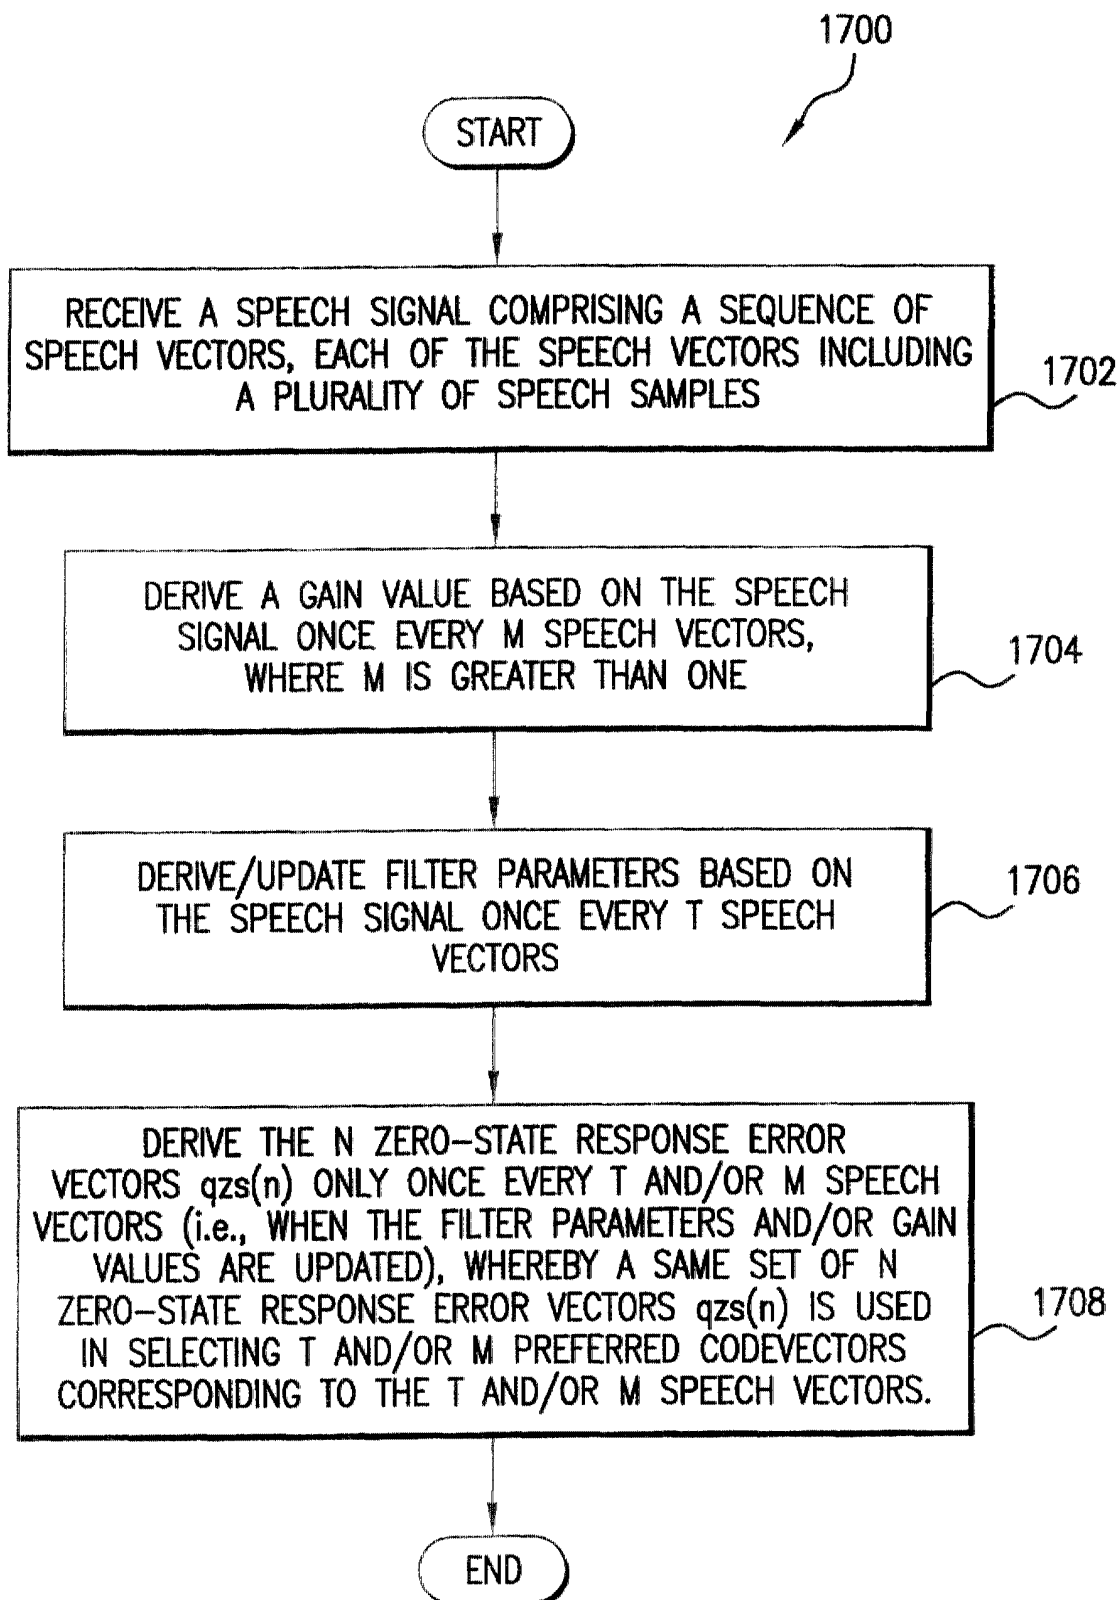 1700
START
RECEIVE A SPEECH SIGNAL COMPRISING A SEQUENCE OF
SPEECH VECTORS, EACH OF THE SPEECH VECTORS INCLUDING
A PLURALITY OF SPEECH SAMPLES
1702
DERIVE A GAIN VALUE BASED ON THE SPEECH
SIGNAL ONCE EVERY M SPEECH VECTORS,
WHERE M IS GREATER THAN ONE
1704
DERIVE/UPDATE FILTER PARAMETERS BASED ON
THE SPEECH SIGNAL ONCE EVERY T SPEECH
VECTORS
1706
DERIVE THE N ZERO-STATE RESPONSE ERROR
VECTORS qzs(n) ONLY ONCE EVERY T AND/OR M SPEECH
VECTORS (i.e., WHEN THE FILTER PARAMETERS AND/OR GAIN
VALUES ARE UPDATED), WHEREBY A SAME SET OF N
ZERO-STATE RESPONSE ERROR VECTORS qzs(n) IS USED
IN SELECTING T AND/OR M PREFERRED CODEVECTORS
CORRESPONDING TO THE T AND/OR M SPEECH VECTORS.
1708
END